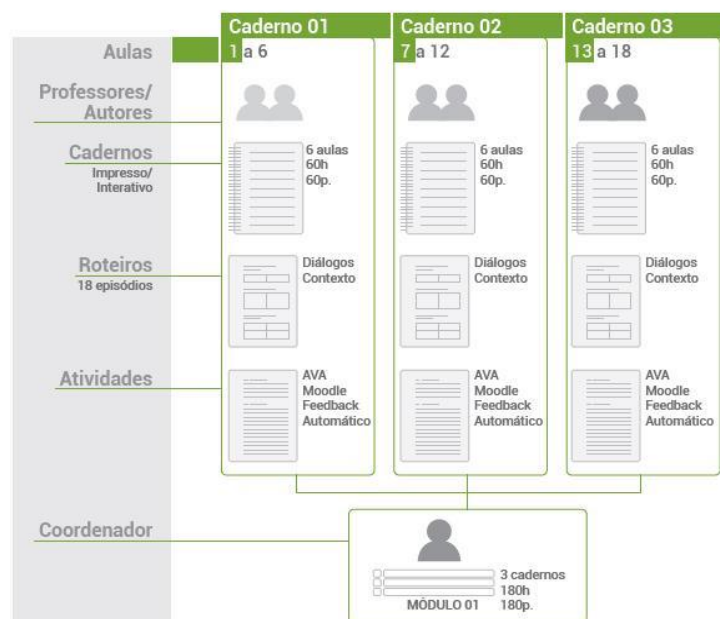 Caderno 01
Caderno 02
Caderno 03
Aulas
1 a 6
7 a 12
13 a 18
Professores/
Autores
Cadernos
Impresso/
Interativo
6 aulas
60h
60p.
6 aulas
60h
60p.
6 aulas
60h
60p.
Roteiros
18 episódios
Diálogos
Contexto
Diálogos
Contexto
Diálogos
Contexto
Atividades
AVA
Moodle
Feedback
Automático
AVA
Moodle
Feedback
Automático
AVA
Moodle
Feedback
Automático
Coordenador
3 cadernos
180h
180p.
MÓDULO 01